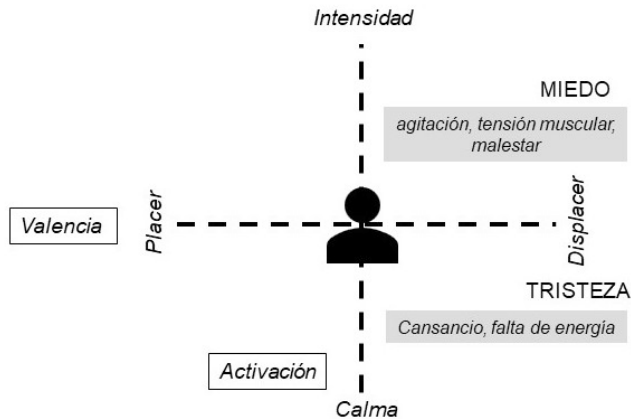 Intensidad
MIEDO
agitación, tensión muscular,
malestar
Valencia
Placer
Displacer
TRISTEZA
Cansancio, falta de energía
Activación
Calma